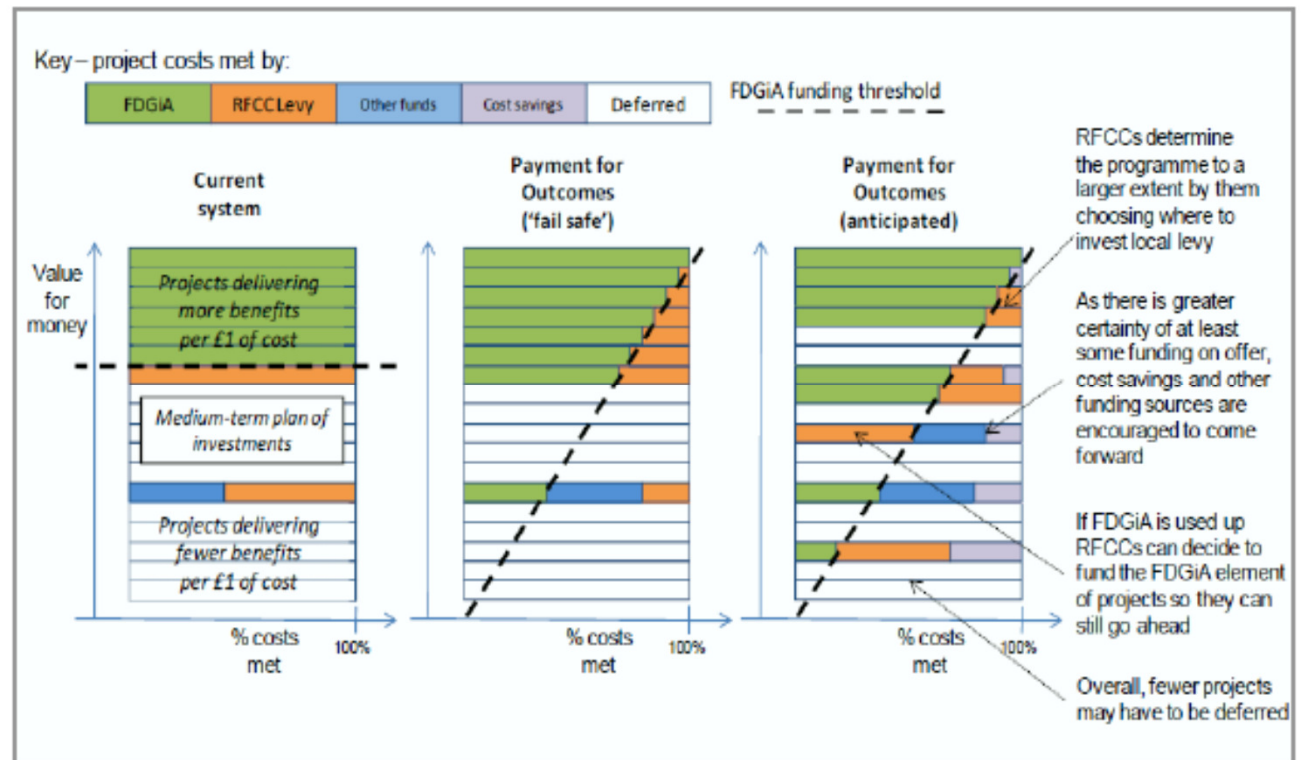 Key – project costs met by:
FDGiA
RFCC Levy
Other funds
Cost savings
Deferred
FDGiA funding threshold
Current
system
Payment for
Outcomes
('fail safe')
Payment for
Outcomes
(anticipated)
Value
for
money
Projects delivering
more benefits
per £1 of cost
Medium-term plan of
investments
Projects delivering
fewer benefits
per £1 of cost
% costs
met
100%
% costs
met
100%
% costs
met
100%
RFCCs determine
the programme to a
larger extent by them
choosing where to
invest local levy
As there is greater
certainty of at least
some funding on offer,
cost savings and other
funding sources are
encouraged to come
forward
If FDGiA is used up
RFCCs can decide to
fund the FDGiA element
of projects so they can
still go ahead
Overall, fewer projects
may have to be deferred